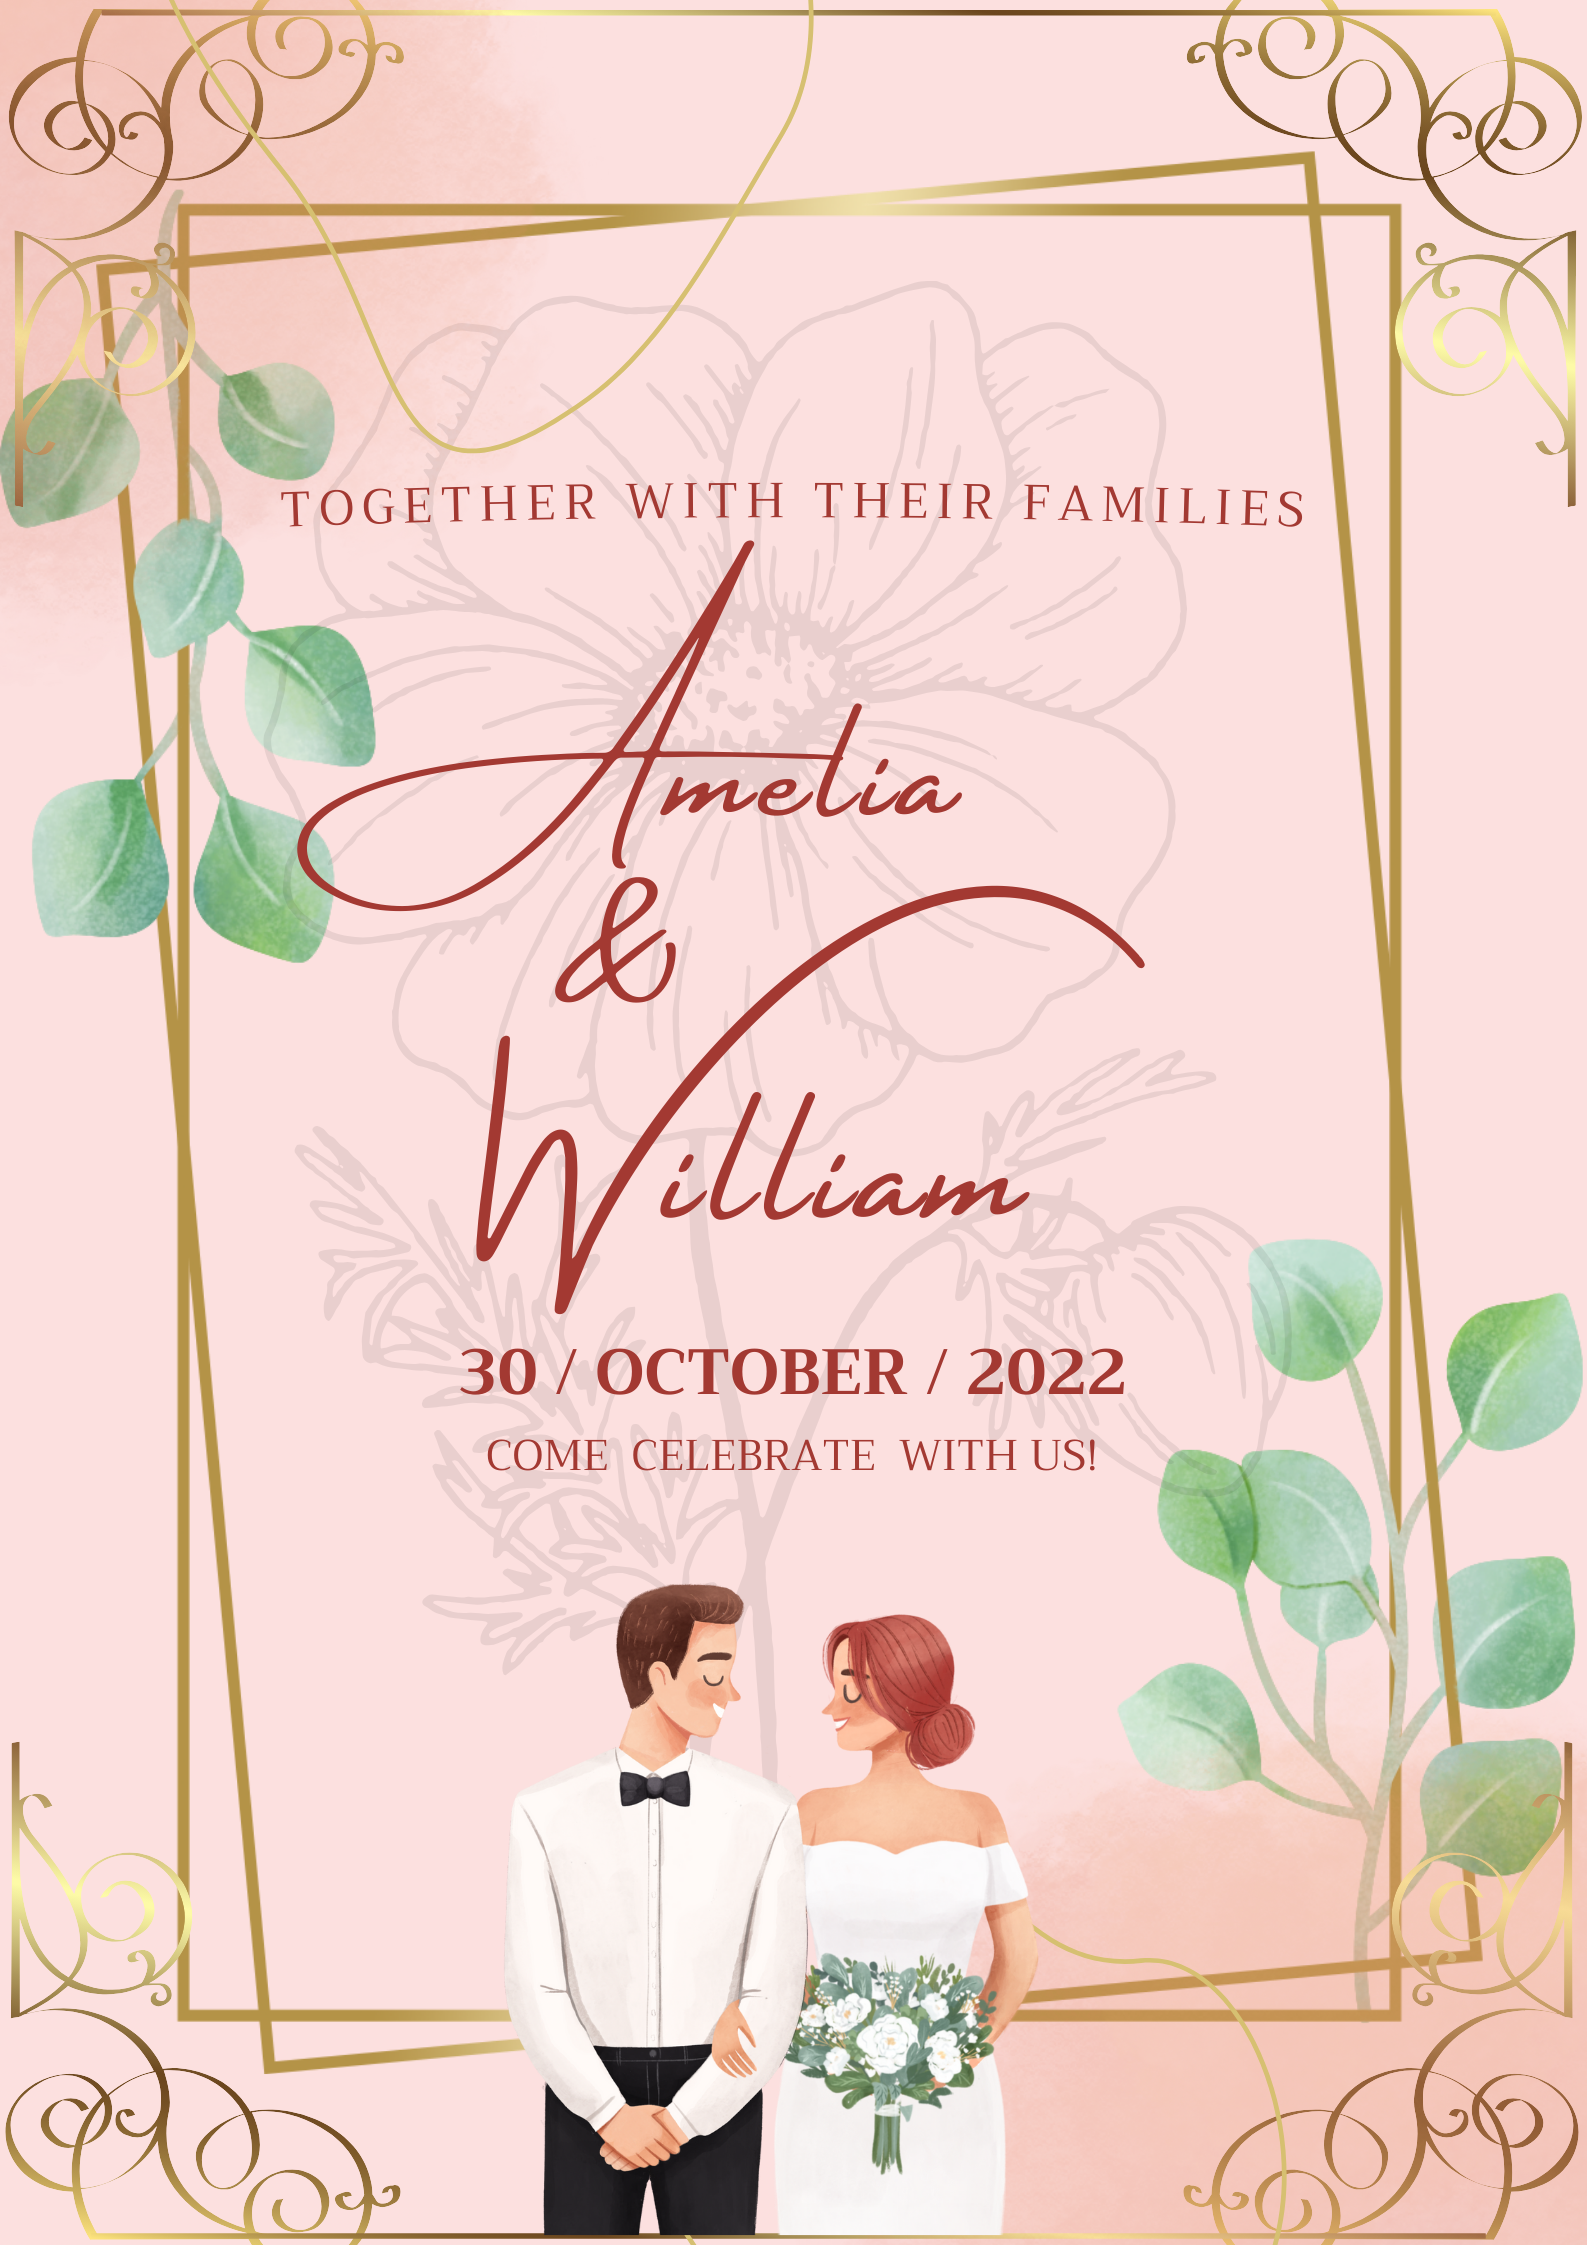 TOGETHER WITH THEIR FAMILIES
Amelia
&
William
30 / OCTOBER / 2022
COME CELEBRATE WITH US!